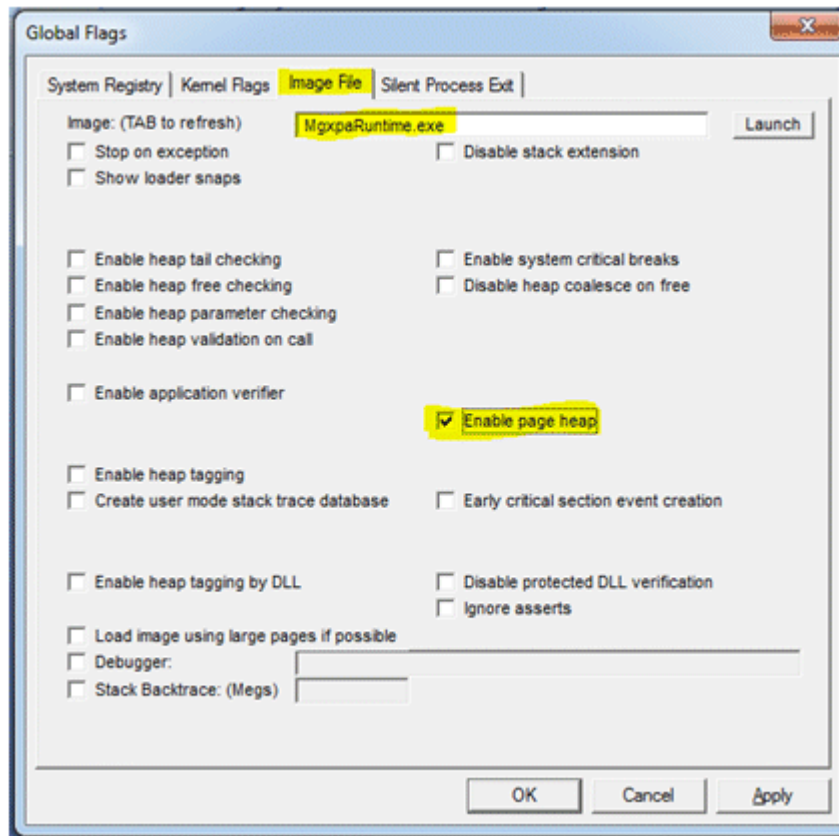 Global Flags
System Registry Kernel Flags Image File Silent Process Exit
Image: (TAB to refresh) MgxpaRuntime.exe Launch
Stop on exception Disable stack extension
Show loader snaps
Enable heap tail checking Enable system critical breaks
Enable heap free checking Disable heap coalesce on free
Enable heap parameter checking
Enable heap validation on call
Enable application verifier
Enable page heap
Enable heap tagging
Create user mode stack trace database Early critical section event creation
Enable heap tagging by DLL Disable protected DLL verification
Ignore asserts
Load image using large pages if possible
Debugger:
Stack Backtrace: (Megs)
OK Cancel Apply